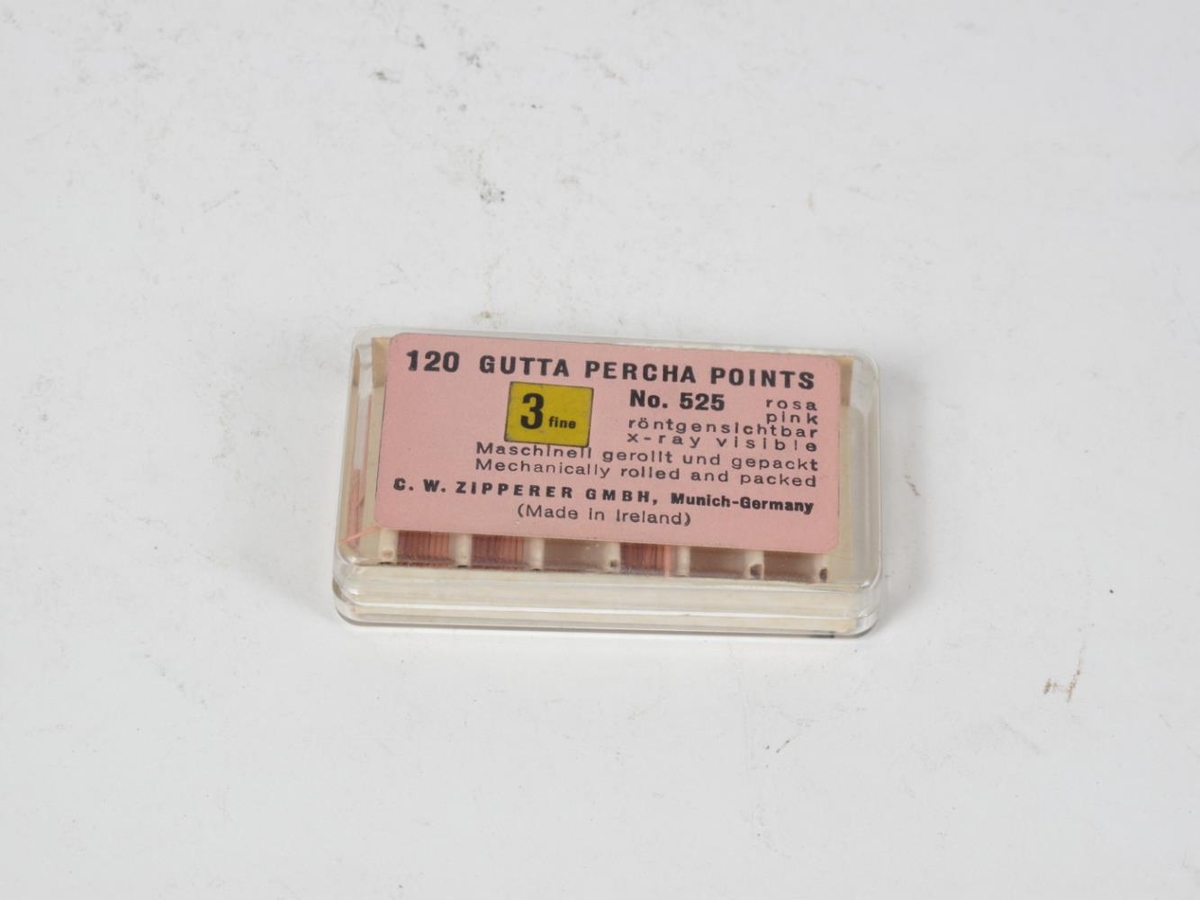 120 GUTTA PERCHA POINTS
3 fine
No. 525 rosa
pink
röntgensichtbar
x-ray visible
Maschinell gerollt und gepackt
Mechanically rolled and packed
C. W. ZIPPERER GMBH, Munich-Germany
(Made in Ireland)